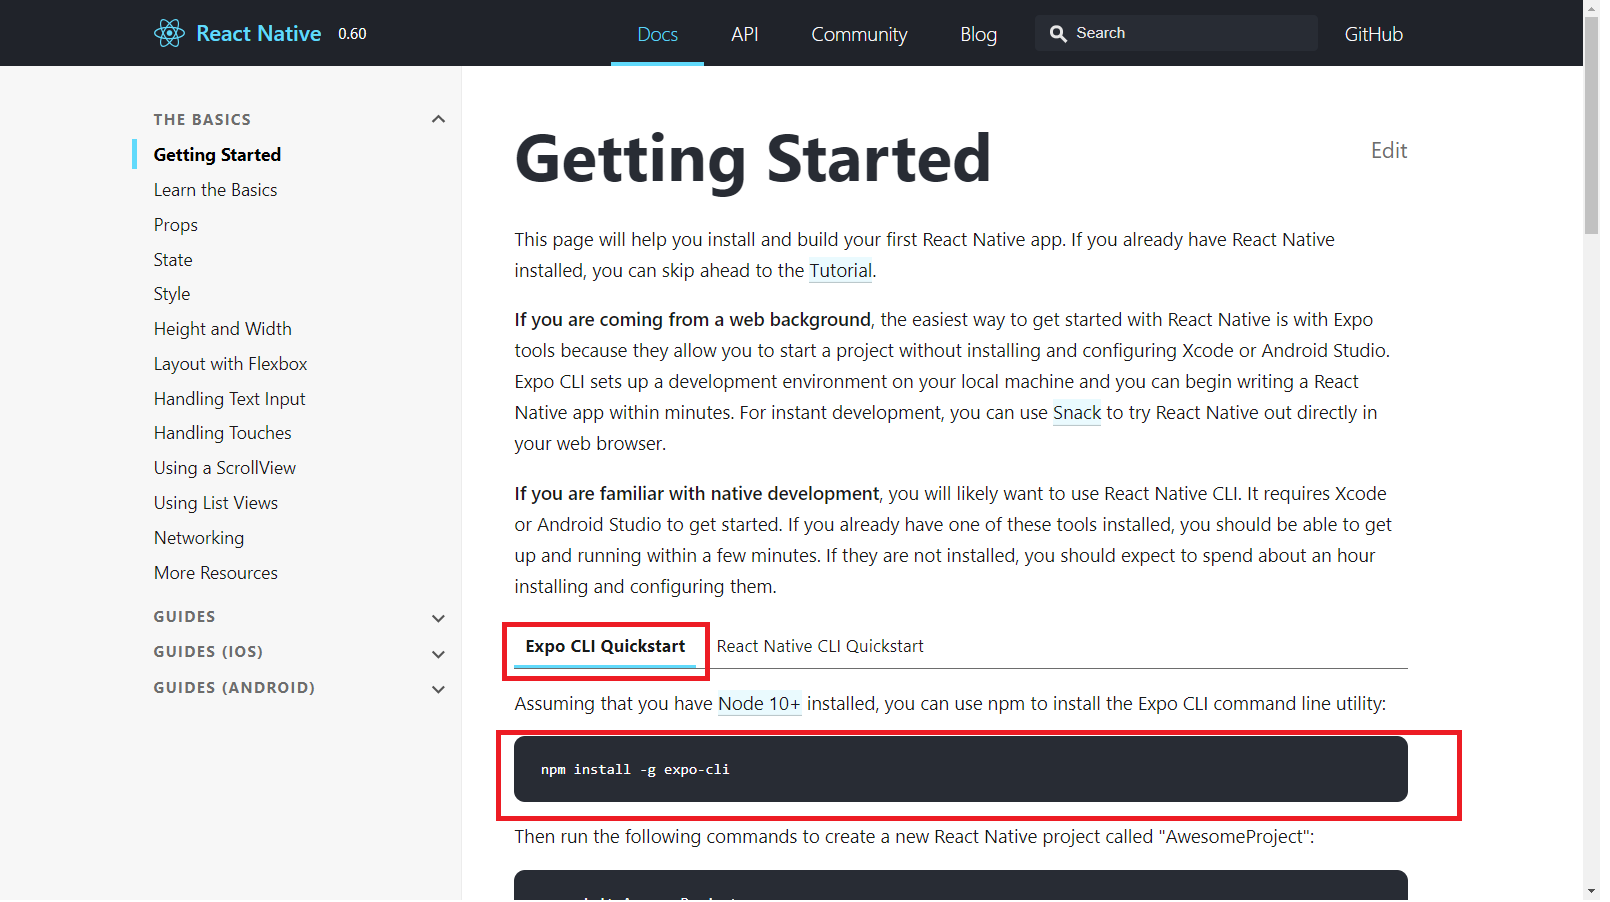 React Native 0.60 Docs API Community Blog Search GitHub
THE BASICS
Getting Started
Learn the Basics
Props
State
Style
Height and Width
Layout with Flexbox
Handling Text Input
Handling Touches
Using a ScrollView
Using List Views
Networking
More Resources
GUIDES
GUIDES (IOS)
GUIDES (ANDROID)
Getting Started
Edit
This page will help you install and build your first React Native app. If you already have React Native
installed, you can skip ahead to the Tutorial.
If you are coming from a web background, the easiest way to get started with React Native is with Expo
tools because they allow you to start a project without installing and configuring Xcode or Android Studio.
Expo CLI sets up a development environment on your local machine and you can begin writing a React
Native app within minutes. For instant development, you can use Snack to try React Native out directly in
your web browser.
If you are familiar with native development, you will likely want to use React Native CLI. It requires Xcode
or Android Studio to get started. If you already have one of these tools installed, you should be able to get
up and running within a few minutes. If they are not installed, you should expect to spend about an hour
installing and configuring them.
Expo CLI Quickstart React Native CLI Quickstart
Assuming that you have Node 10+ installed, you can use npm to install the Expo CLI command line utility:
npm install -g expo-cli
Then run the following commands to create a new React Native project called "AwesomeProject":